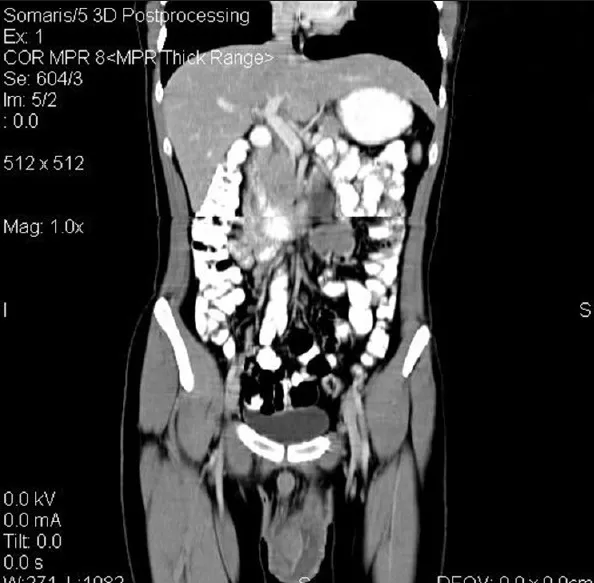 Somaris/5 3D Postprocessing
Ex: 1
COR MPR 8<MPR Thick Range>
Se: 604/3
Im: 5/2
: 0.0
512 x 512
Mag: 1.0x
I
S
0.0 kV
0.0 mA
Tilt: 0.0
0.0 s